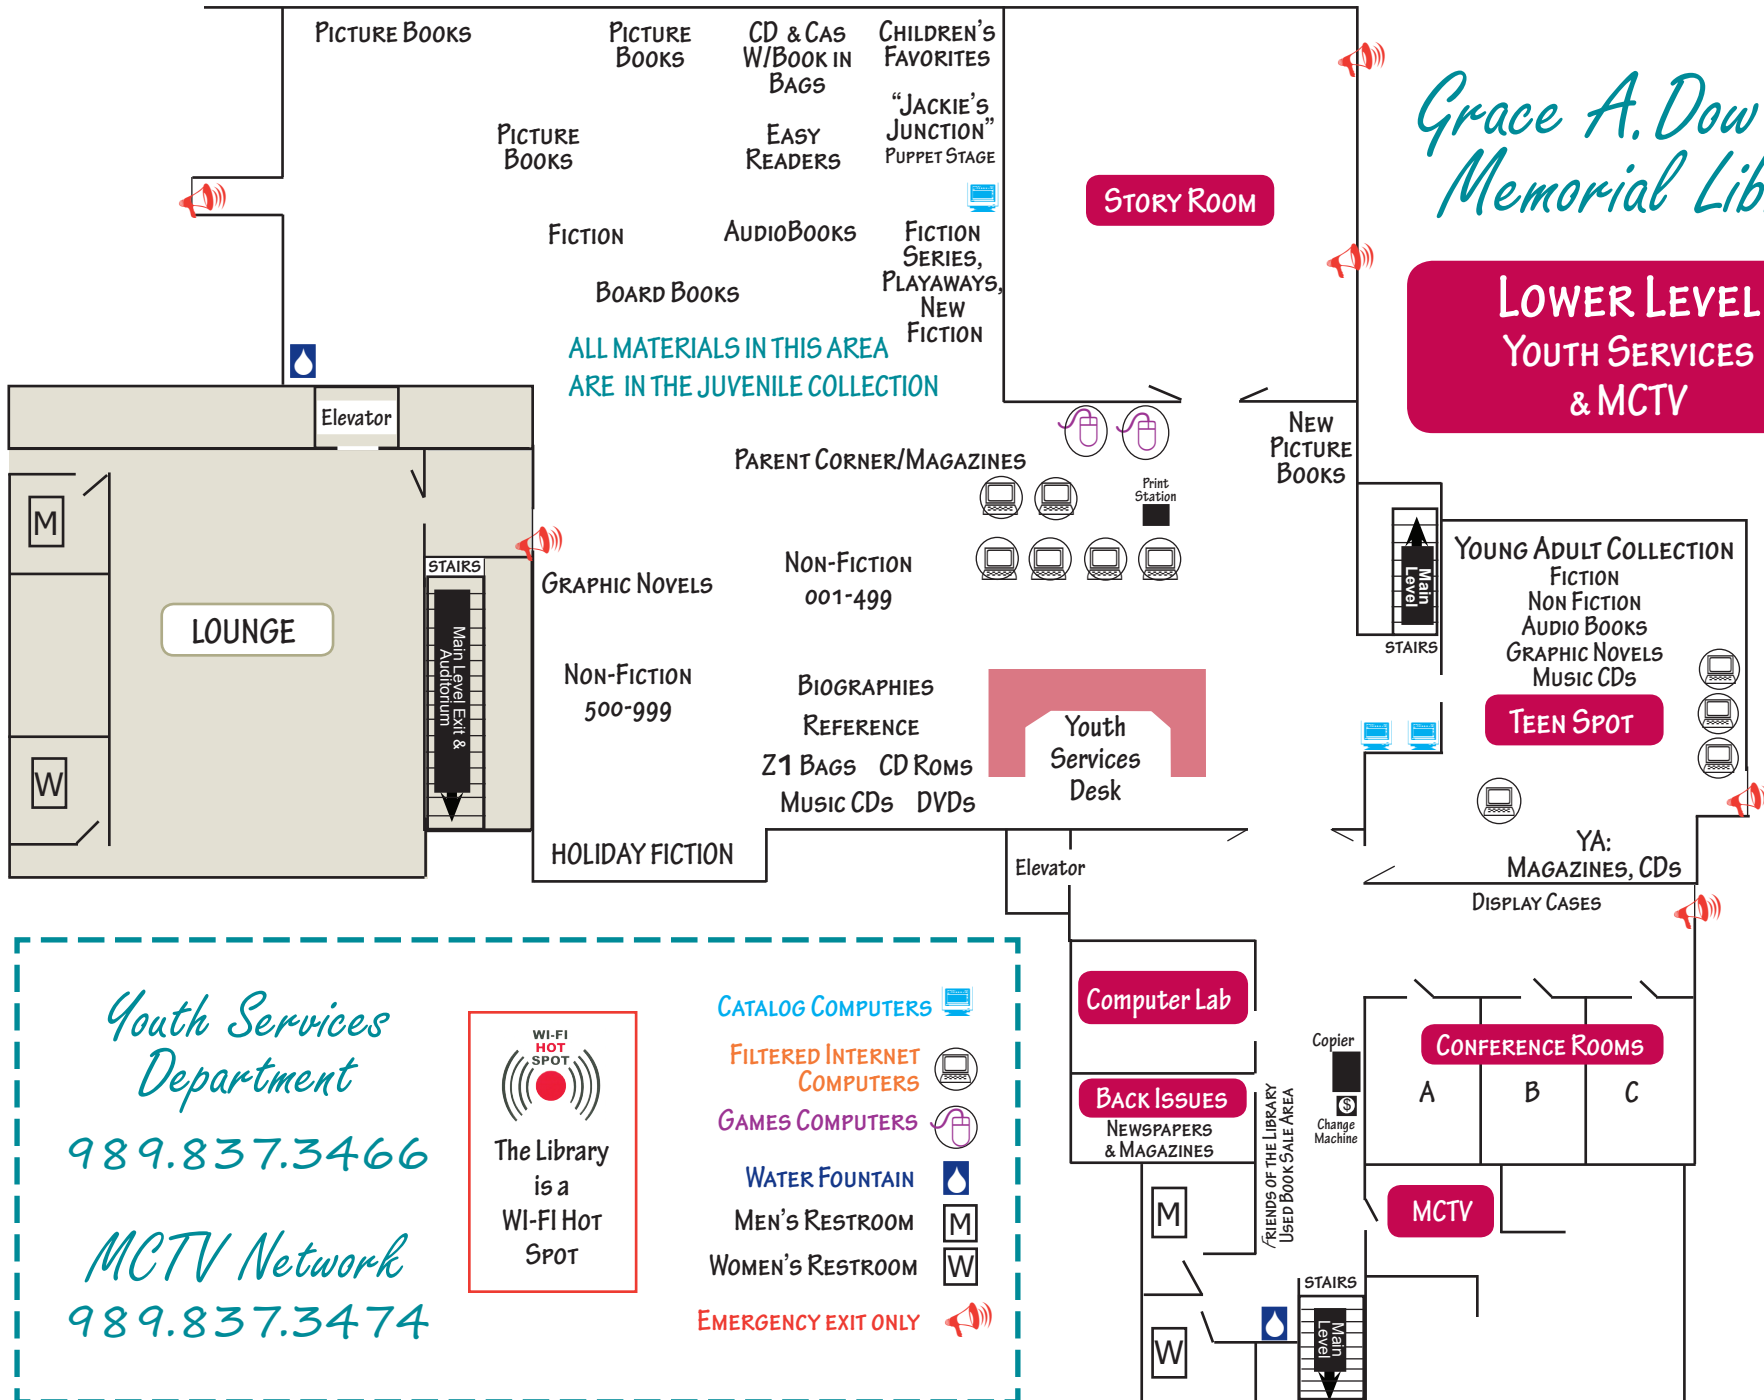 PICTURE BOOKS
PICTURE
BOOKS
CD & CAS
W/BOOK IN
BAGS
CHILDREN'S
FAVORITES
"JACKIE'S
JUNCTION"
PUPPET STAGE
PICTURE
BOOKS
EASY
READERS
STORY ROOM
Grace A. Dow
Memorial Lib
FICTION
AUDIOBOOKS
FICTION
SERIES,
PLAYAWAYS,
NEW
FICTION
BOARD BOOKS
ALL MATERIALS IN THIS AREA
ARE IN THE JUVENILE COLLECTION
LOWER LEVEL
YOUTH SERVICES
& MCTV
Elevator
NEW
PICTURE
BOOKS
PARENT CORNER/MAGAZINES
Print
Station
M
LOUNGE
W
STAIRS
Main Level Exit &
Auditorium
GRAPHIC NOVELS
NON-FICTION
001-499
NON-FICTION
500-999
BIOGRAPHIES
REFERENCE
Z1 BAGS CD ROMS
MUSIC CDS DVDS
Youth
Services
Desk
HOLIDAY FICTION
Main
Level
STAIRS
YOUNG ADULT COLLECTION
FICTION
NON FICTION
AUDIO BOOKS
GRAPHIC NOVELS
MUSIC CDS
TEEN SPOT
YA:
MAGAZINES, CDS
DISPLAY CASES
Elevator
Computer Lab
BACK ISSUES
NEWSPAPERS
& MAGAZINES
FRIENDS OF THE LIBRARY
USED BOOK SALE AREA
Copier
$
Change
Machine
CONFERENCE ROOMS
A B C
MCTV
M
W
STAIRS
Main
Level
Youth Services
Department
989.837.3466
MCTV Network
989.837.3474
WI-FI
HOT
SPOT
The Library
is a
WI-FI HOT
SPOT
CATALOG COMPUTERS
FILTERED INTERNET
COMPUTERS
GAMES COMPUTERS
WATER FOUNTAIN
MEN'S RESTROOM M
WOMEN'S RESTROOM W
EMERGENCY EXIT ONLY